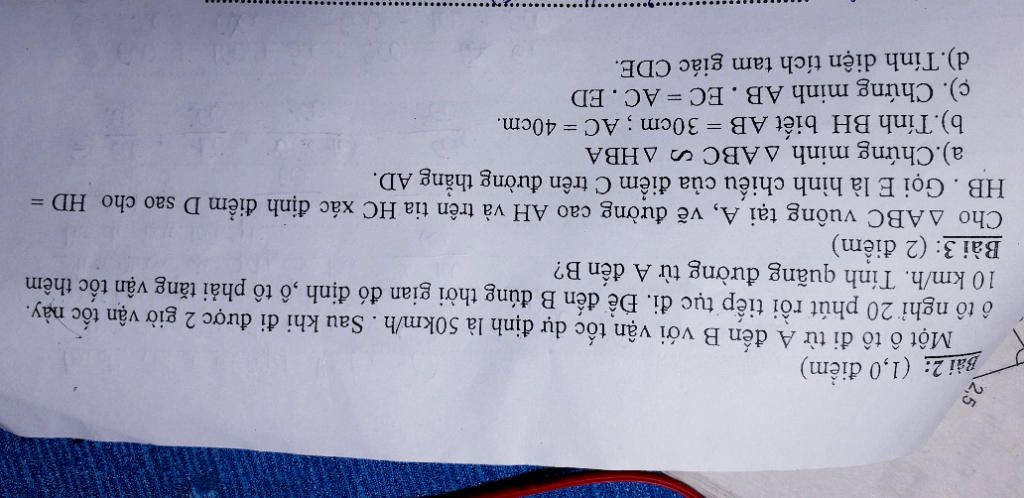 2,5
Bài 2: (1,0 điểm)
Một ô tô đi từ A đến B với vận tốc dự định là 50km/h. Sau khi đi được 2 giờ vận tốc này,
ô tô nghỉ 20 phút rồi tiếp tục đi. Để đến B đúng thời gian đó định ,ô tô phải tăng vận tốc thêm
10 km/h. Tính quãng đường từ A đến B?
Bài 3: (2 điểm)
Cho Δ ABC vuông tại A, vẽ đường cao AH và trên tia HC xác định điểm D sao cho HD =
HB . Gọi E là hình chiếu của điểm C trên đường thẳng AD.
a).Chứng minh Δ ABC ∽ Δ HBA
b).Tính BH biết AB = 30cm ; AC = 40cm.
c). Chứng minh AB . EC = AC . ED
d).Tính diện tích tam giác CDE.